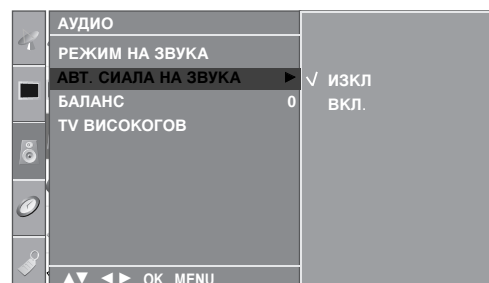 АУДИО
РЕЖИМ НА ЗВУКА
АВТ. СИАЛА НА ЗВУКА ▶ √ ИЗКЛ
БАЛАНС 0 ВКЛ.
TV ВИСОКОГОВ
▲▼ ◄► OK MENU